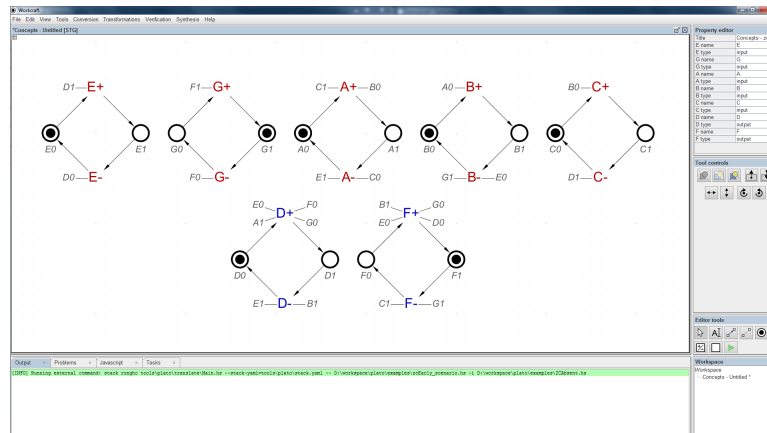 Workcraft
File Edit View Tools Conversion Transformations Verification Synthesis Help
*Concepts - Untitled [STG]
D1 E+
F1 G+
C1 A+ B0
A0 B+
B0 C+
E0 E1
G0 G1
A0 A1
B0 B1
C0 C1
D0 E-
F0 G-
E1 A- C0
G1 B- E0
D1 C-
E0 F0
D+
A1 G0
B1 G0
F+
E0 D0
D0 D1
F0 F1
E1 D- B1
C1 F- G1
Property editor
Title Concepts - z
E name E
E type input
G name G
G type input
A name A
A type input
B name B
B type input
C name C
C type input
D name D
D type output
F name F
F type output
Tool controls
Editor tools
Workspace
Workspace
Concepts - Untitled *
Output Problems Javascript Tasks
[INFO] Running external command: stack runghc tools\plato\translate\Main.hs --stack-yaml=tools\plato\stack.yaml -- D:\workspace\plato\examples\zcEarly_scenario.hs -i D:\workspace\plato\examples\ZCAbsent.hs